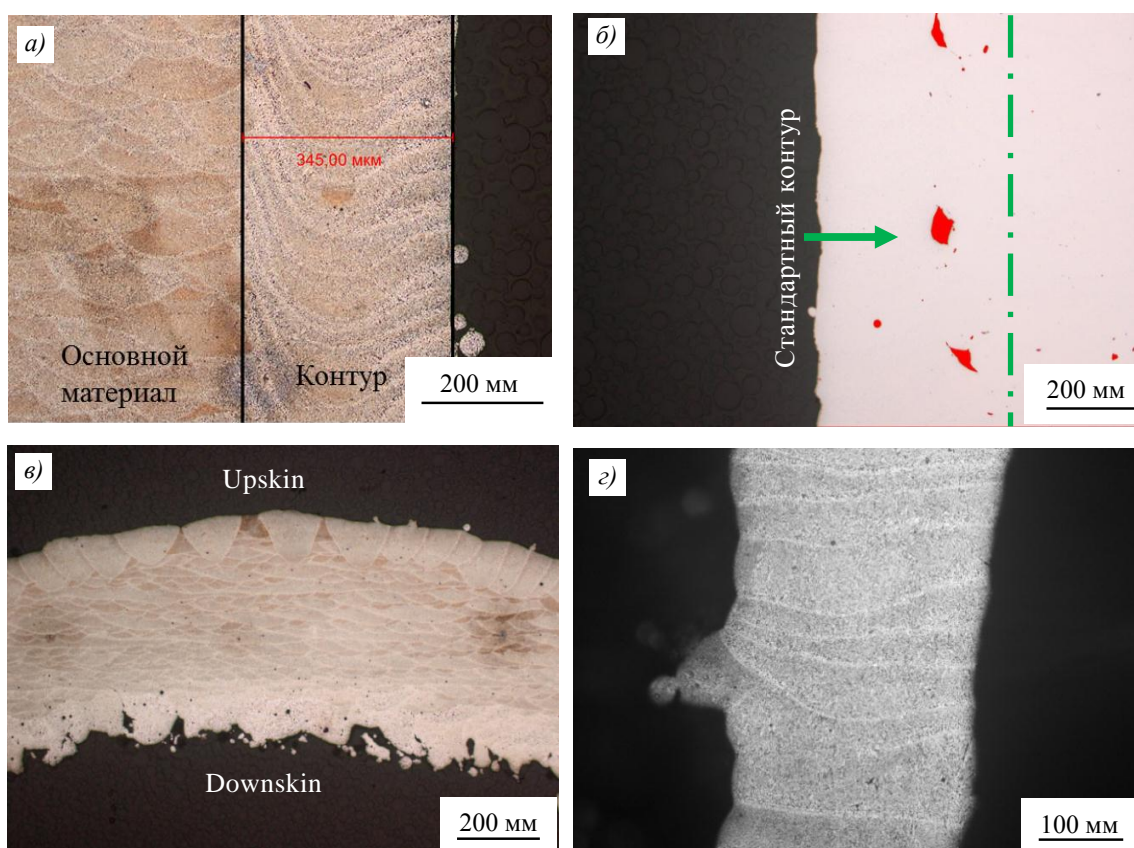 а)
345,00 мкм
Основной
материал
Контур
200 мм
б)
Стандартный контур
200 мм
в)
Upskin
Downskin
200 мм
г)
100 мм